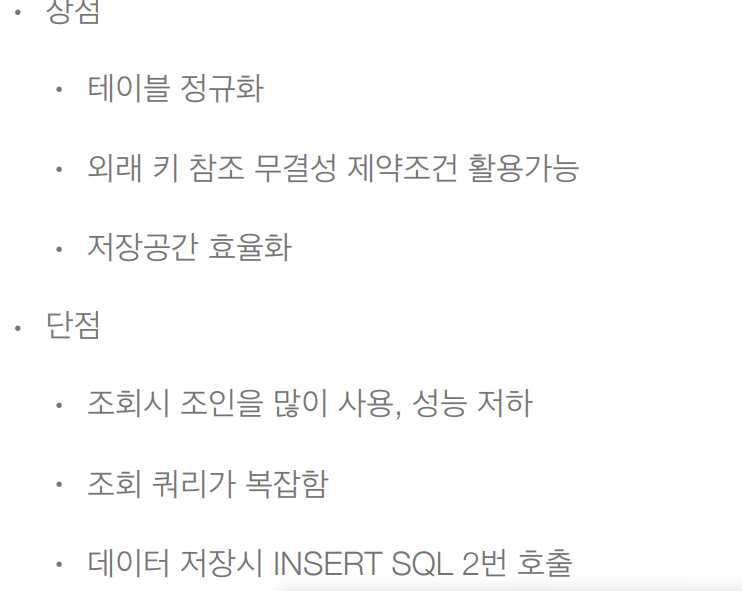 • 장점
• 테이블 정규화
• 외래 키 참조 무결성 제약조건 활용가능
• 저장공간 효율화
• 단점
• 조회시 조인을 많이 사용, 성능 저하
• 조회 쿼리가 복잡함
• 데이터 저장시 INSERT SQL 2번 호출